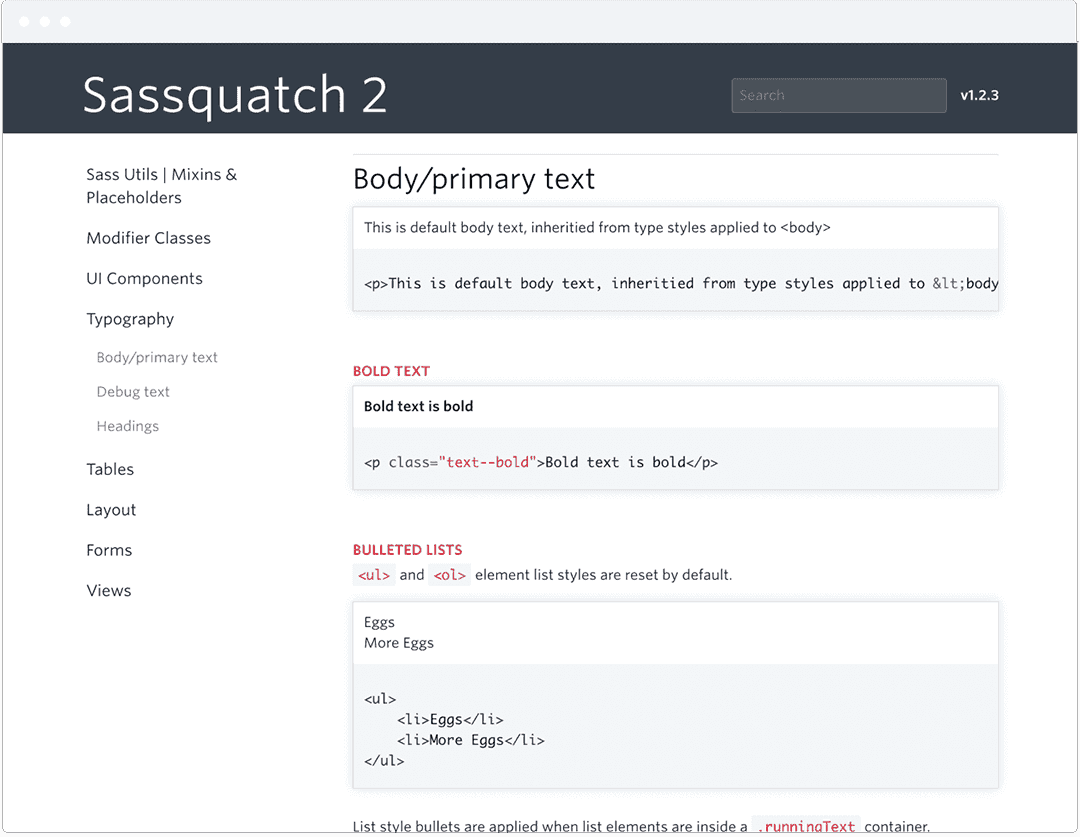 Sassquatch 2
Search
v1.2.3
Sass Utils | Mixins &
Placeholders
Modifier Classes
UI Components
Typography
Body/primary text
Debug text
Headings
Tables
Layout
Forms
Views
Body/primary text
This is default body text, inheritied from type styles applied to <body>
<p>This is default body text, inheritied from type styles applied to &lt;body
BOLD TEXT
Bold text is bold
<p class="text--bold">Bold text is bold</p>
BULLETED LISTS
<ul> and <ol> element list styles are reset by default.
Eggs
More Eggs
<ul>
    <li>Eggs</li>
    <li>More Eggs</li>
</ul>
List style bullets are applied when list elements are inside a .runningText container.